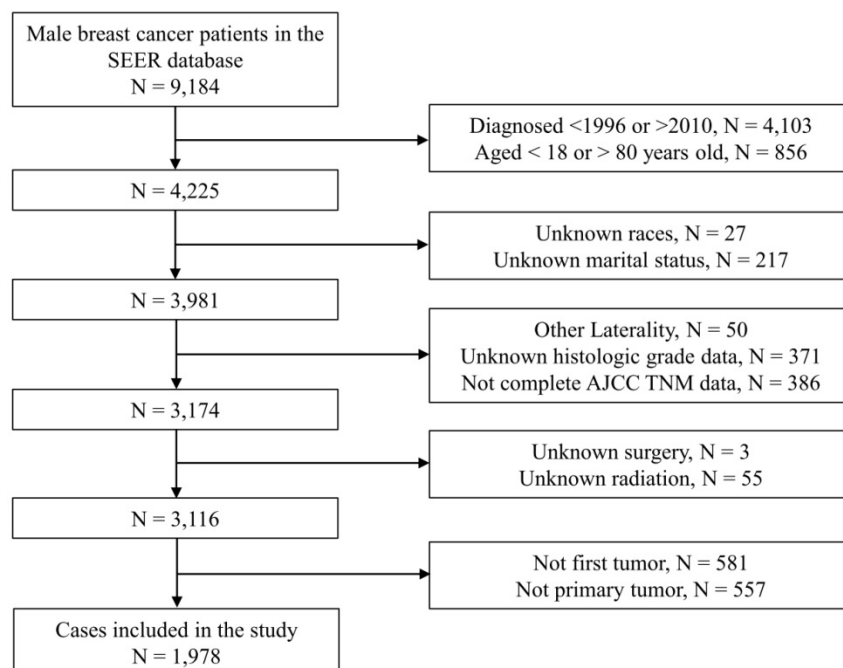 Male breast cancer patients in the
SEER database
N = 9,184
Diagnosed <1996 or >2010, N = 4,103
Aged < 18 or > 80 years old, N = 856
N = 4,225
Unknown races, N = 27
Unknown marital status, N = 217
N = 3,981
Other Laterality, N = 50
Unknown histologic grade data, N = 371
Not complete AJCC TNM data, N = 386
N = 3,174
Unknown surgery, N = 3
Unknown radiation, N = 55
N = 3,116
Not first tumor, N = 581
Not primary tumor, N = 557
Cases included in the study
N = 1,978